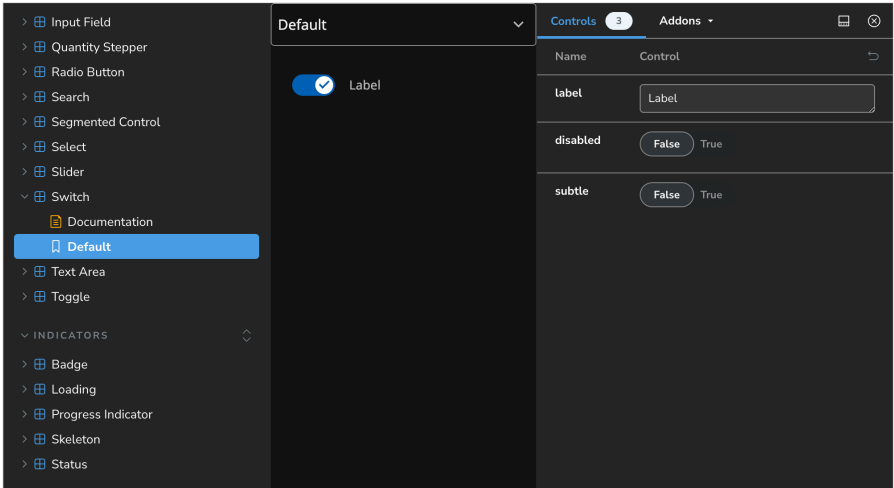 Input Field
Quantity Stepper
Radio Button
Search
Segmented Control
Select
Slider
Switch
Documentation
Default
Text Area
Toggle
INDICATORS
Badge
Loading
Progress Indicator
Skeleton
Status
Default
Label
Controls 3 Addons
Name Control
label Label
disabled False True
subtle False True